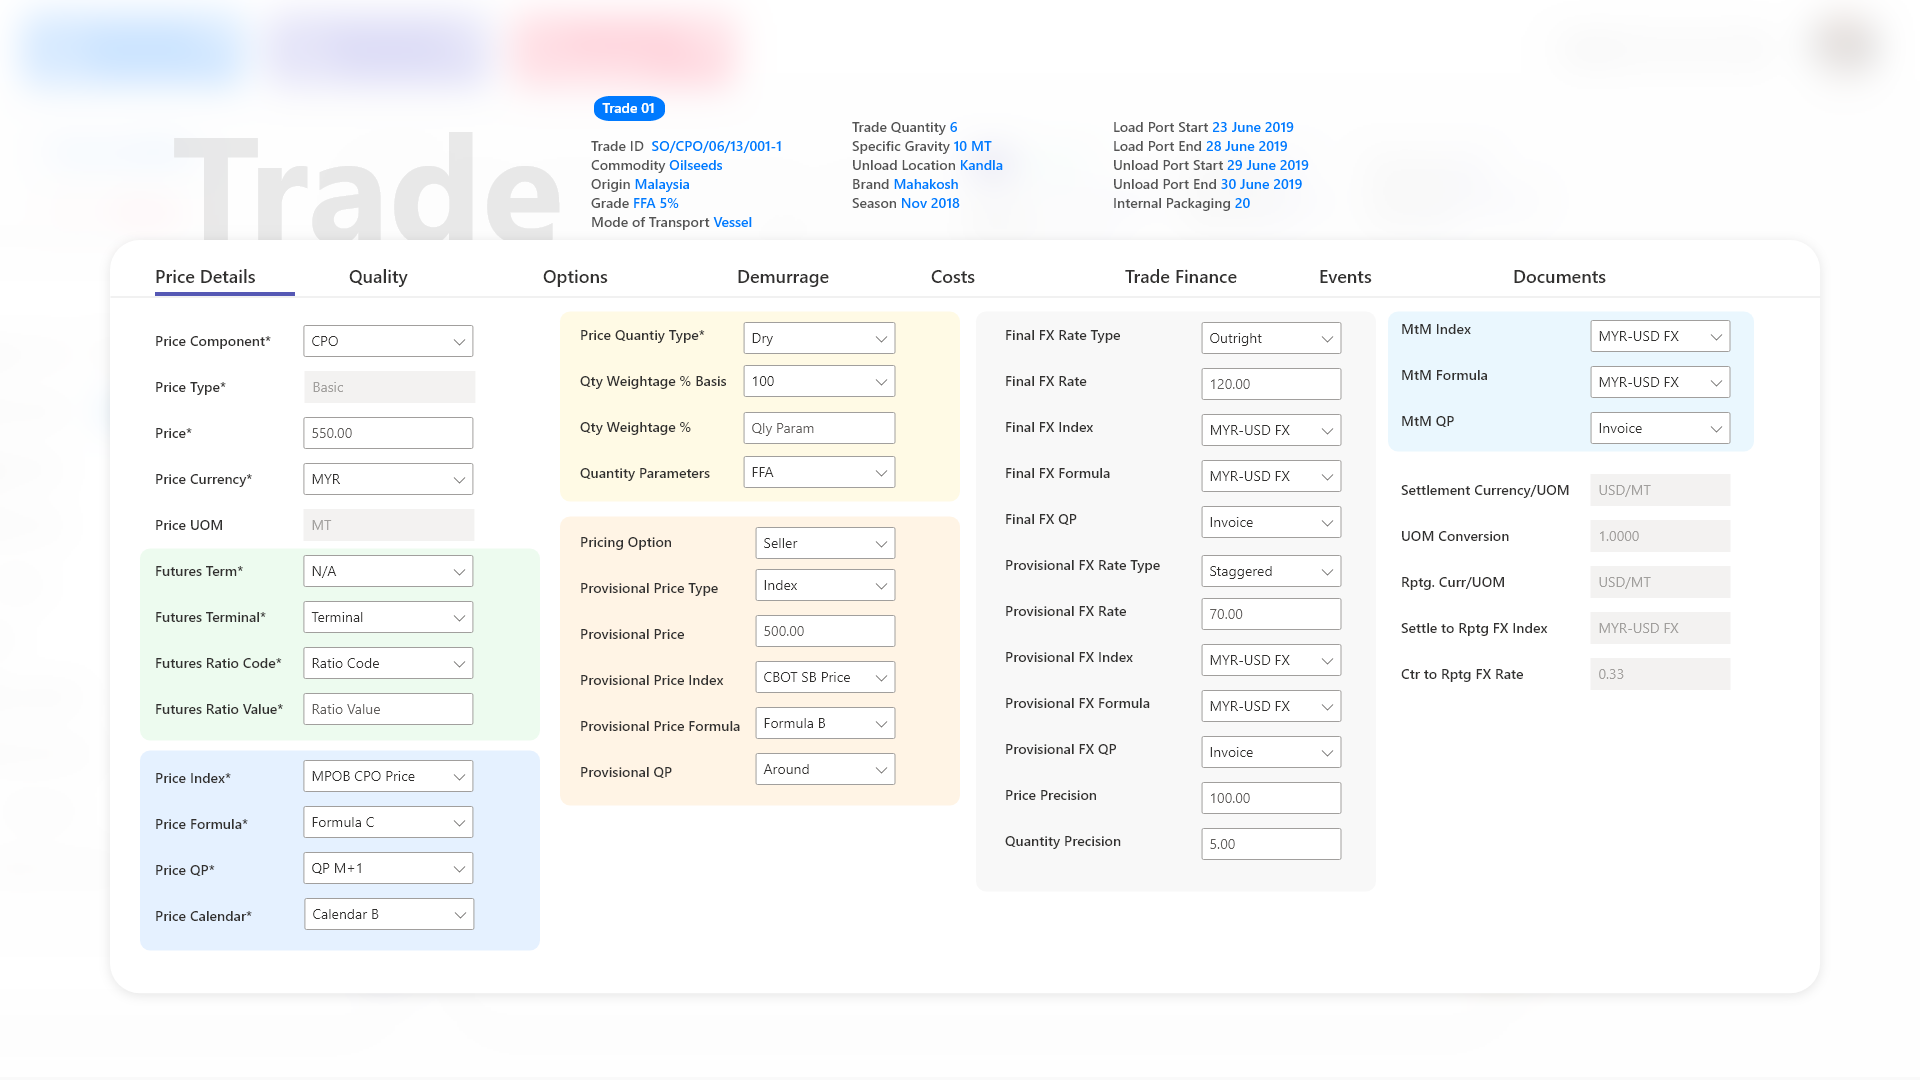 Trade
Trade 01
Trade ID SO/CPO/06/13/001-1
Commodity Oilseeds
Origin Malaysia
Grade FFA 5%
Mode of Transport Vessel
Trade Quantity 6
Specific Gravity 10 MT
Unload Location Kandla
Brand Mahakosh
Season Nov 2018
Load Port Start 23 June 2019
Load Port End 28 June 2019
Unload Port Start 29 June 2019
Unload Port End 30 June 2019
Internal Packaging 20
Price Details Quality Options Demurrage Costs Trade Finance Events Documents
Price Component* CPO
Price Type* Basic
Price* 550.00
Price Currency* MYR
Price UOM MT
Futures Term* N/A
Futures Terminal* Terminal
Futures Ratio Code* Ratio Code
Futures Ratio Value* Ratio Value
Price Index* MPOB CPO Price
Price Formula* Formula C
Price QP* QP M+1
Price Calendar* Calendar B
Price Quantiy Type* Dry
Qty Weightage % Basis 100
Qty Weightage % Qly Param
Quantity Parameters FFA
Pricing Option Seller
Provisional Price Type Index
Provisional Price 500.00
Provisional Price Index CBOT SB Price
Provisional Price Formula Formula B
Provisional QP Around
Final FX Rate Type Outright
Final FX Rate 120.00
Final FX Index MYR-USD FX
Final FX Formula MYR-USD FX
Final FX QP Invoice
Provisional FX Rate Type Staggered
Provisional FX Rate 70.00
Provisional FX Index MYR-USD FX
Provisional FX Formula MYR-USD FX
Provisional FX QP Invoice
Price Precision 100.00
Quantity Precision 5.00
MtM Index MYR-USD FX
MtM Formula MYR-USD FX
MtM QP Invoice
Settlement Currency/UOM USD/MT
UOM Conversion 1.0000
Rptg. Curr/UOM USD/MT
Settle to Rptg FX Index MYR-USD FX
Ctr to Rptg FX Rate 0.33